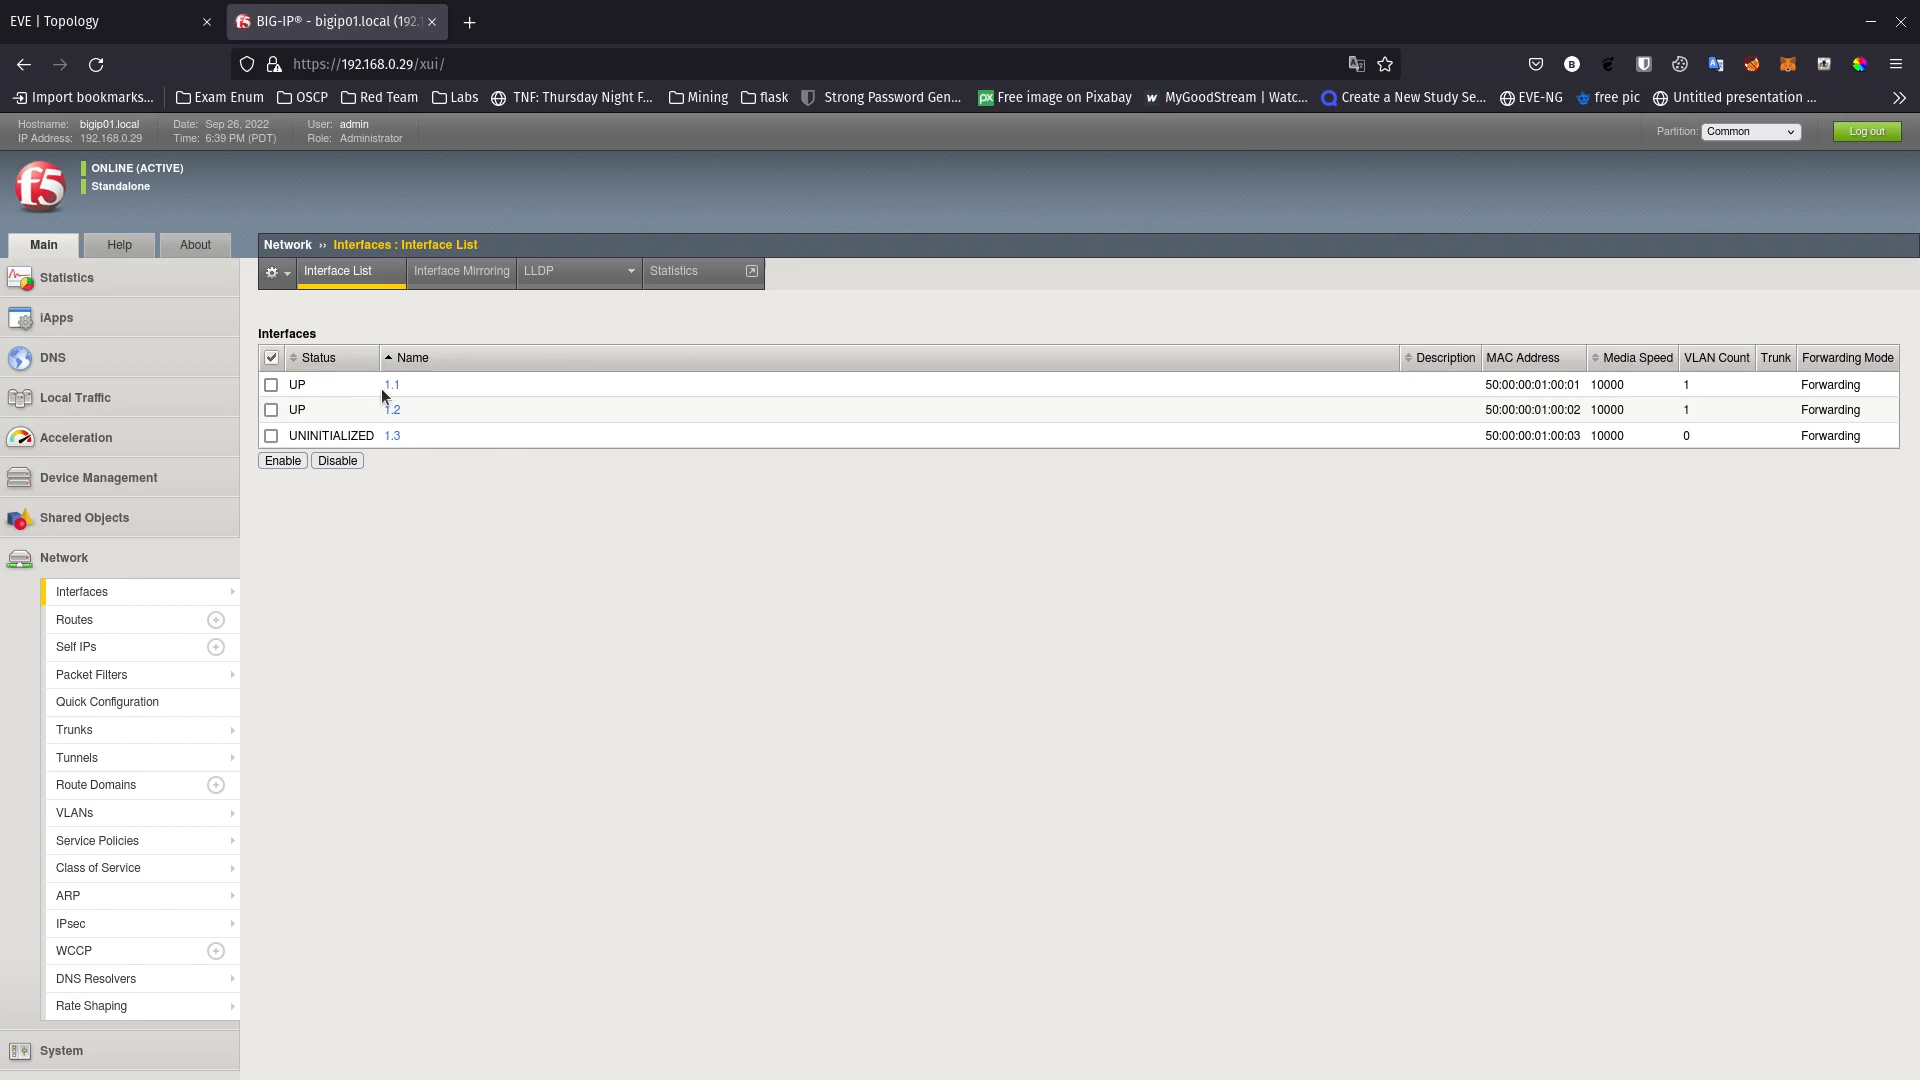 EVE | Topology
BIG-IP® - bigip01.local (192.1
https://192.168.0.29/xui/
Import bookmarks...
Exam Enum
OSCP
Red Team
Labs
TNF: Thursday Night F...
Mining
flask
Strong Password Gen...
Free image on Pixabay
MyGoodStream | Watc...
Create a New Study Se...
EVE-NG
free pic
Untitled presentation ...
Hostname: bigip01.local
Date: Sep 26, 2022
User: admin
IP Address: 192.168.0.29
Time: 6:39 PM (PDT)
Role: Administrator
Partition: Common
Log out
f5
ONLINE (ACTIVE)
Standalone
Main
Help
About
Network ›› Interfaces : Interface List
Interface List
Interface Mirroring
LLDP
Statistics
Statistics
iApps
DNS
Local Traffic
Acceleration
Device Management
Shared Objects
Network
Interfaces
Routes
Self IPs
Packet Filters
Quick Configuration
Trunks
Tunnels
Route Domains
VLANs
Service Policies
Class of Service
ARP
IPsec
WCCP
DNS Resolvers
Rate Shaping
System
Interfaces
Status Name Description MAC Address Media Speed VLAN Count Trunk Forwarding Mode
UP 1.1 50:00:00:01:00:01 10000 1 Forwarding
UP 1.2 50:00:00:01:00:02 10000 1 Forwarding
UNINITIALIZED 1.3 50:00:00:01:00:03 10000 0 Forwarding
Enable
Disable